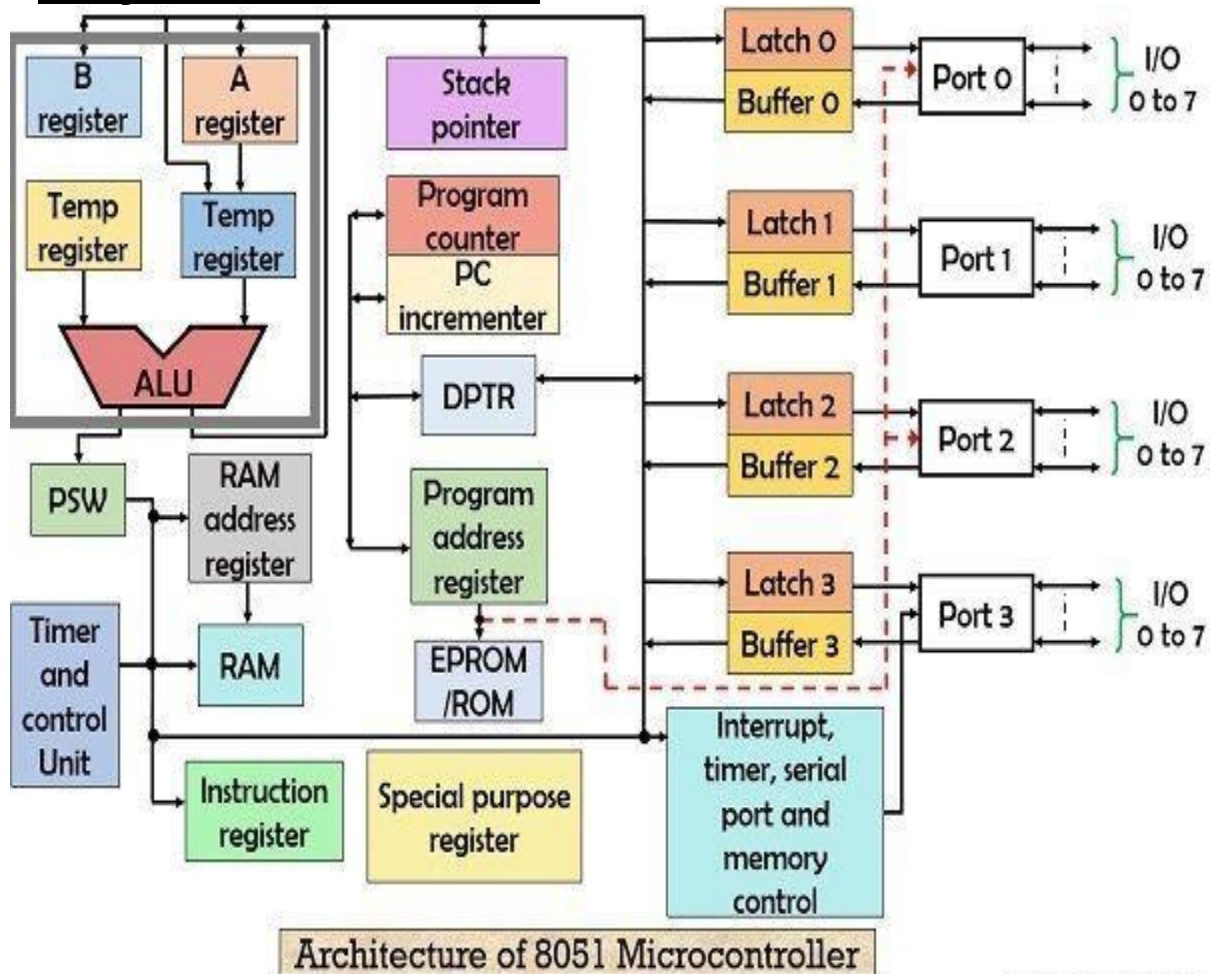 B
register
A
register
Temp
register
Temp
register
ALU
PSW
RAM
address
register
Timer
and
control
Unit
RAM
Instruction
register
Stack
pointer
Program
counter
PC
incrementer
DPTR
Program
address
register
EPROM
/ROM
Special purpose
register
Latch 0
Buffer 0
Port 0
I/O
0 to 7
Latch 1
Buffer 1
Port 1
I/O
0 to 7
Latch 2
Buffer 2
Port 2
I/O
0 to 7
Latch 3
Buffer 3
Port 3
I/O
0 to 7
Interrupt,
timer, serial
port and
memory
control
Architecture of 8051 Microcontroller